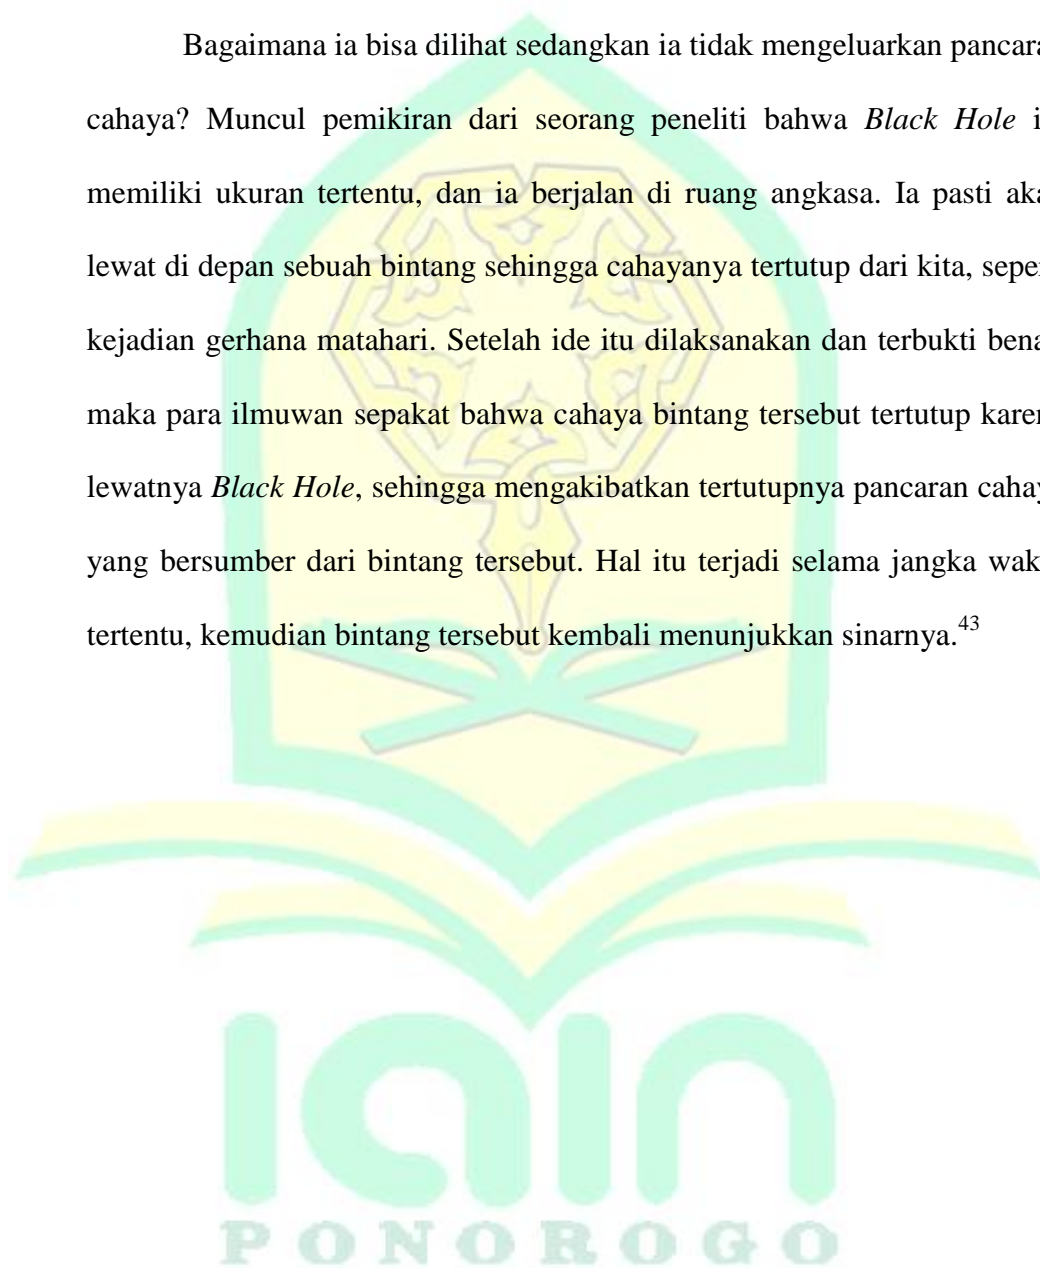 Bagaimana ia bisa dilihat sedangkan ia tidak mengeluarkan pancara
cahaya? Muncul pemikiran dari seorang peneliti bahwa Black Hole i
memiliki ukuran tertentu, dan ia berjalan di ruang angkasa. Ia pasti aka
lewat di depan sebuah bintang sehingga cahayanya tertutup dari kita, seper
kejadian gerhana matahari. Setelah ide itu dilaksanakan dan terbukti bena
maka para ilmuwan sepakat bahwa cahaya bintang tersebut tertutup karen
lewatnya Black Hole, sehingga mengakibatkan tertutupnya pancaran cahay
yang bersumber dari bintang tersebut. Hal itu terjadi selama jangka wak
tertentu, kemudian bintang tersebut kembali menunjukkan sinarnya.43
iain
PONOROGO